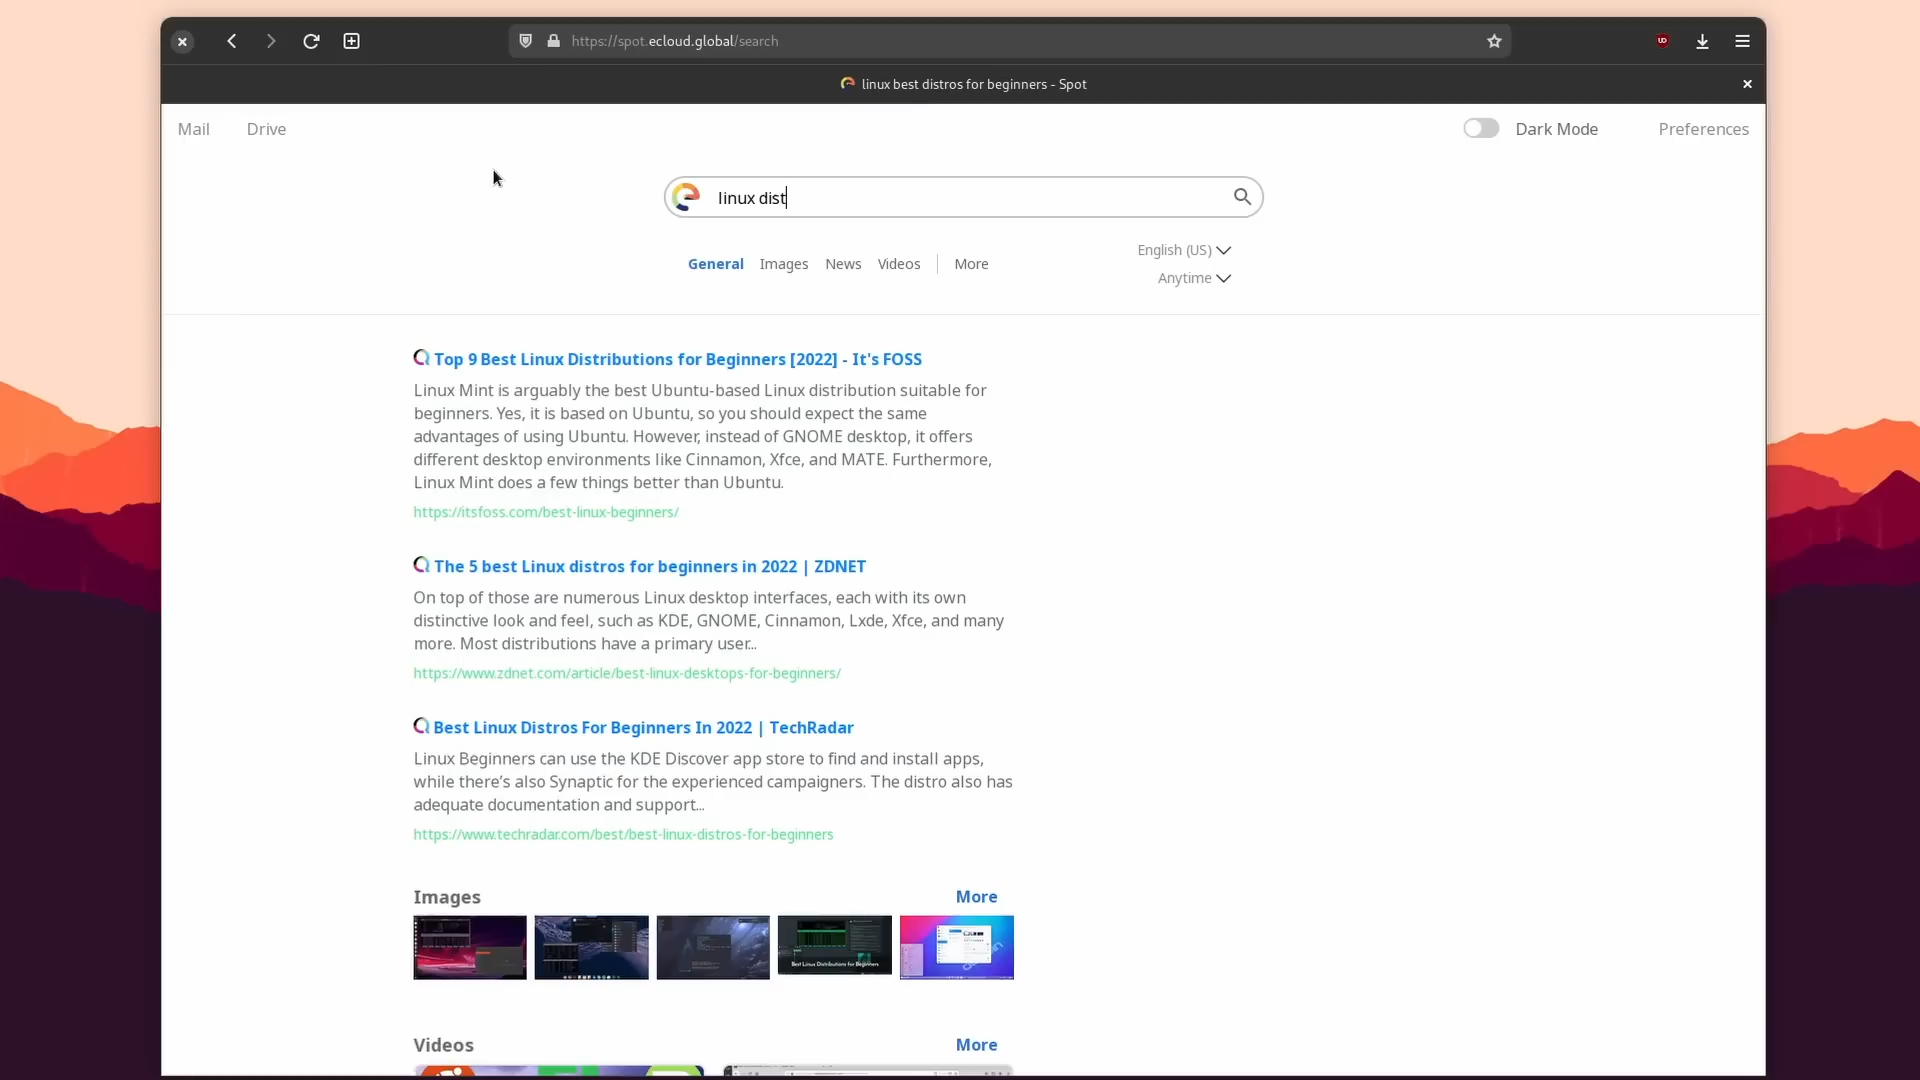 https://spot.ecloud.global/search
linux best distros for beginners - Spot
Mail Drive Dark Mode Preferences
linux dist
General Images News Videos More
English (US)
Anytime
Top 9 Best Linux Distributions for Beginners [2022] - It's FOSS
Linux Mint is arguably the best Ubuntu-based Linux distribution suitable for
beginners. Yes, it is based on Ubuntu, so you should expect the same
advantages of using Ubuntu. However, instead of GNOME desktop, it offers
different desktop environments like Cinnamon, Xfce, and MATE. Furthermore,
Linux Mint does a few things better than Ubuntu.
https://itsfoss.com/best-linux-beginners/
The 5 best Linux distros for beginners in 2022 | ZDNET
On top of those are numerous Linux desktop interfaces, each with its own
distinctive look and feel, such as KDE, GNOME, Cinnamon, Lxde, Xfce, and many
more. Most distributions have a primary user...
https://www.zdnet.com/article/best-linux-desktops-for-beginners/
Best Linux Distros For Beginners In 2022 | TechRadar
Linux Beginners can use the KDE Discover app store to find and install apps,
while there’s also Synaptic for the experienced campaigners. The distro also has
adequate documentation and support...
https://www.techradar.com/best/best-linux-distros-for-beginners
Images More
Best Linux Distributions for Beginners
Videos More